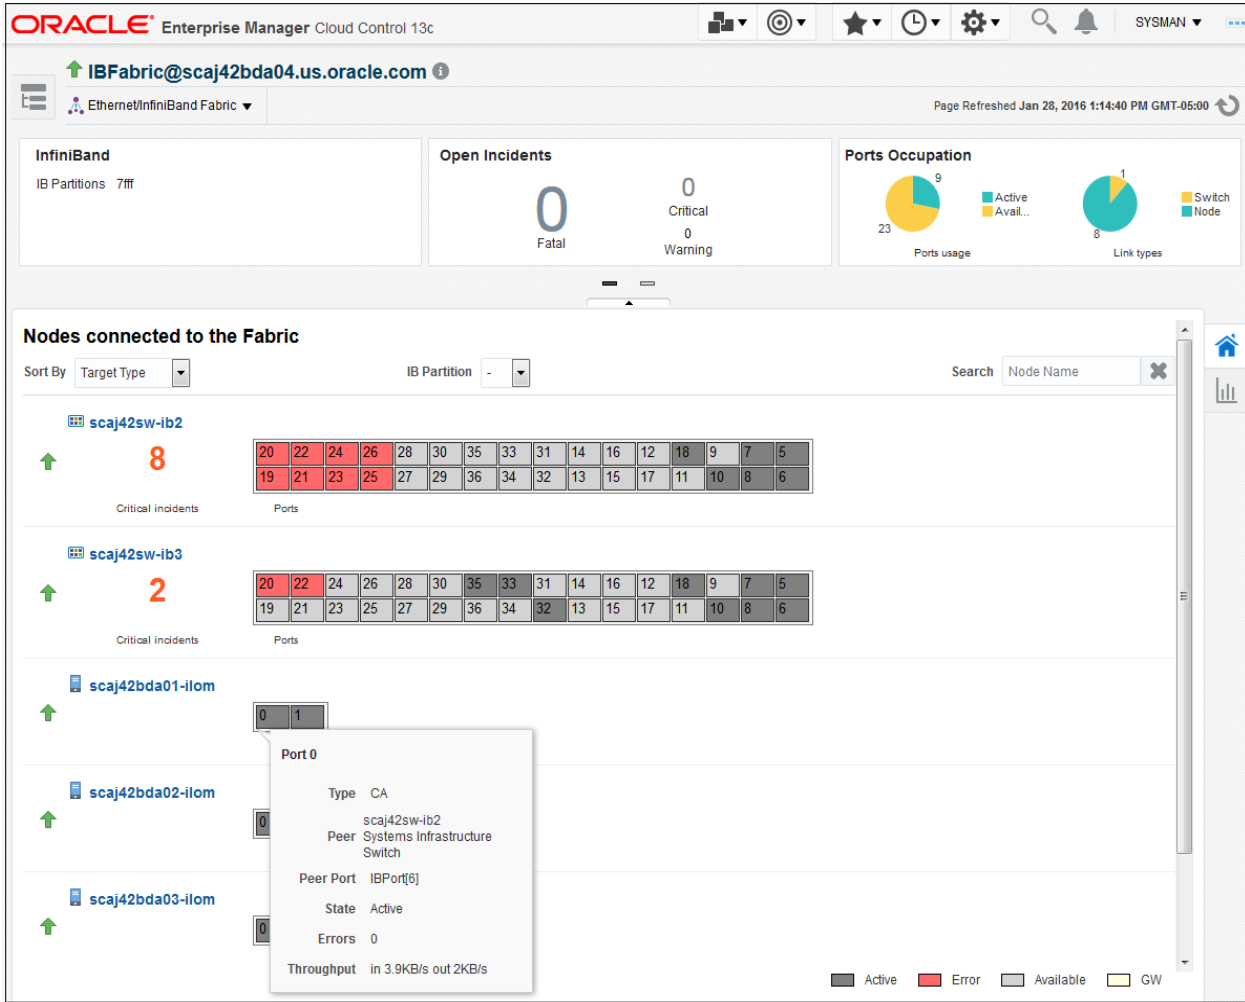 ORACLE Enterprise Manager Cloud Control 13c
SYSMAN
IBFabric@scaj42bda04.us.oracle.com
Ethernet/InfiniBand Fabric
Page Refreshed Jan 28, 2016 1:14:40 PM GMT-05:00
InfiniBand
IB Partitions 7fff
Open Incidents
0
Fatal
0
Critical
0
Warning
Ports Occupation
9
23
Active
Avail...
Ports usage
1
8
Switch
Node
Link types
Nodes connected to the Fabric
Sort By Target Type
IB Partition -
Search Node Name
scaj42sw-ib2
8
Critical incidents
20 22 24 26 28 30 35 33 31 14 16 12 18 9 7 5
19 21 23 25 27 29 36 34 32 13 15 17 11 10 8 6
Ports
scaj42sw-ib3
2
Critical incidents
20 22 24 26 28 30 35 33 31 14 16 12 18 9 7 5
19 21 23 25 27 29 36 34 32 13 15 17 11 10 8 6
Ports
scaj42bda01-ilom
0 1
scaj42bda02-ilom
0
scaj42bda03-ilom
0
Port 0
Type CA
Peer scaj42sw-ib2
Systems Infrastructure
Switch
Peer Port IBPort[6]
State Active
Errors 0
Throughput in 3.9KB/s out 2KB/s
Active Error Available GW